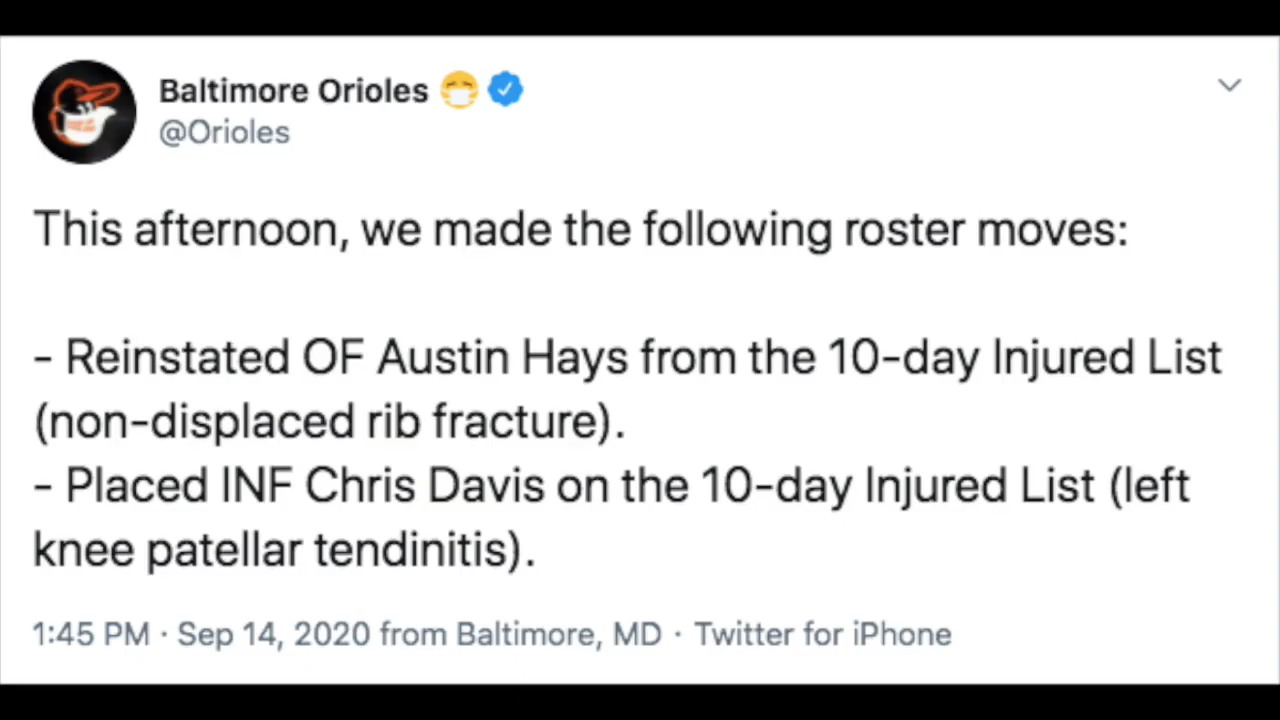 Baltimore Orioles 😷
@Orioles
This afternoon, we made the following roster moves:
- Reinstated OF Austin Hays from the 10-day Injured List
(non-displaced rib fracture).
- Placed INF Chris Davis on the 10-day Injured List (left
knee patellar tendinitis).
1:45 PM · Sep 14, 2020 from Baltimore, MD · Twitter for iPhone